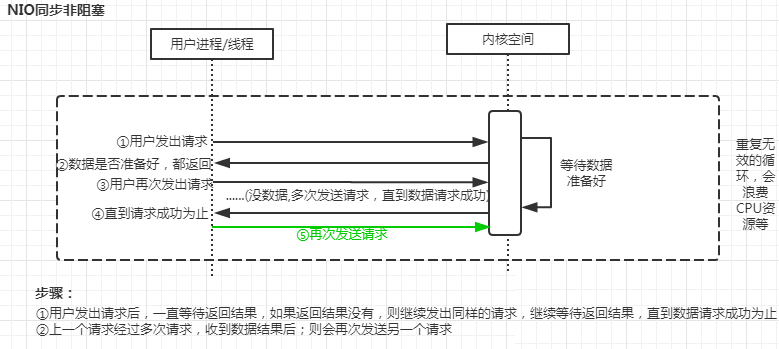 NIO同步非阻塞
用户进程/线程
内核空间
①用户发出请求
②数据是否准备好，都返回
③用户再次发出请求
......(没数据,多次发送请求，直到数据请求成功)
④直到请求成功为止
⑤再次发送请求
等待数据
准备好
重复无
效的循
环，会
浪费
CPU资
源等
步骤：
①用户发出请求后，一直等待返回结果，如果返回结果没有，则继续发出同样的请求，继续等待返回结果，直到数据请求成功为止
②上一个请求经过多次请求，收到数据结果后；则会再次发送另一个请求